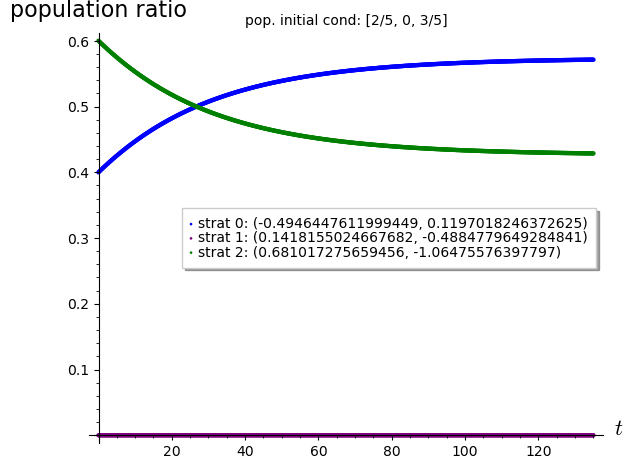 population ratio
pop. initial cond: [2/5, 0, 3/5]
0.6
0.5
0.4
0.3
0.2
0.1
strat 0: (-0.4946447611999449, 0.1197018246372625)
strat 1: (0.1418155024667682, -0.4884779649284841)
strat 2: (0.681017275659456, -1.06475576397797)
20
40
60
80
100
120
t